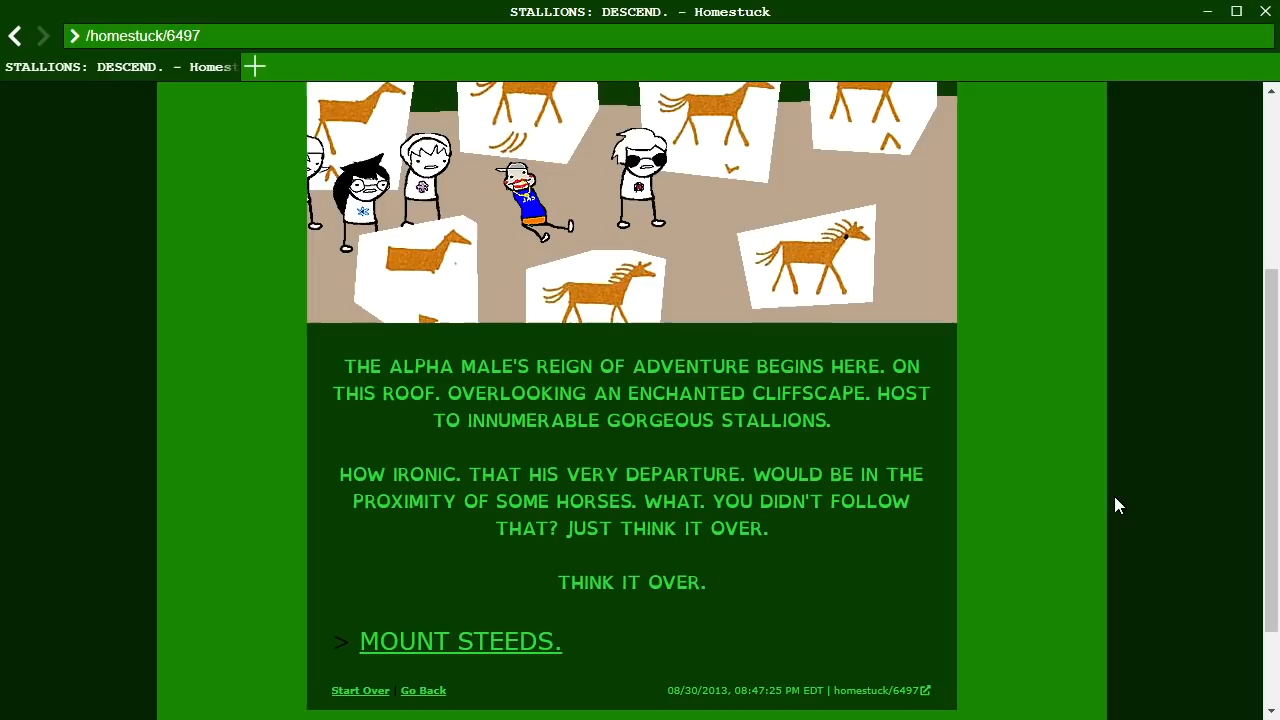 STALLIONS: DESCEND. – Homestuck
/homestuck/6497
STALLIONS: DESCEND. – Homes
THE ALPHA MALE'S REIGN OF ADVENTURE BEGINS HERE. ON
THIS ROOF. OVERLOOKING AN ENCHANTED CLIFFSCAPE. HOST
TO INNUMERABLE GORGEOUS STALLIONS.
HOW IRONIC. THAT HIS VERY DEPARTURE. WOULD BE IN THE
PROXIMITY OF SOME HORSES. WHAT. YOU DIDN'T FOLLOW
THAT? JUST THINK IT OVER.
THINK IT OVER.
> MOUNT STEEDS.
Start Over | Go Back
08/30/2013, 08:47:25 PM EDT | homestuck/6497